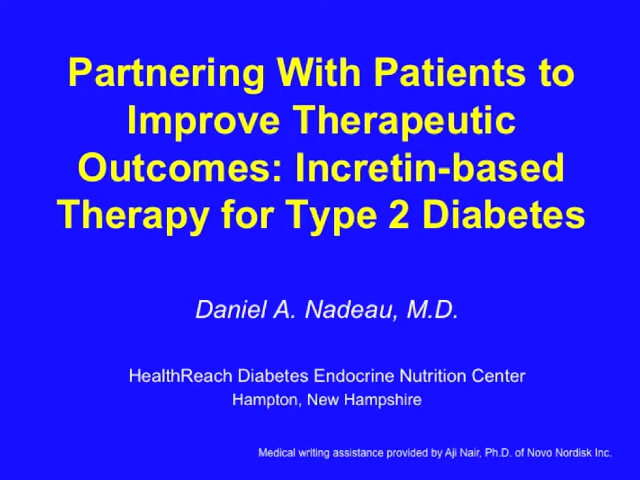 Partnering With Patients to
Improve Therapeutic
Outcomes: Incretin-based
Therapy for Type 2 Diabetes
Daniel A. Nadeau, M.D.
HealthReach Diabetes Endocrine Nutrition Center
Hampton, New Hampshire
Medical writing assistance provided by Aji Nair, Ph.D. of Novo Nordisk Inc.